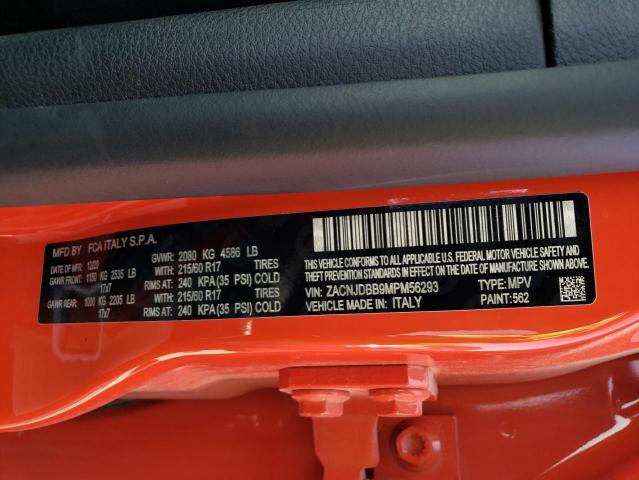 MFD BY FCA ITALY S.P.A. GVWR: 2080 KG 4586 LB
DATE OF MFD: 12/20 WITH 215/60 R17 TIRES
GAWR FRONT: 1150 KG 2535 LB
17x7 RIMS AT: 240 KPA (35 PSI) COLD
GAWR REAR: 1000 KG 2205 LB WITH 215/60 R17 TIRES
17x7 RIMS AT: 240 KPA (35 PSI) COLD
THIS VEHICLE CONFORMS TO ALL APPLICABLE U.S. FEDERAL MOTOR VEHICLE SAFETY AND
THEFT PREVENTION STANDARDS IN EFFECT ON THE DATE OF MANUFACTURE SHOWN ABOVE
VIN: ZACNJDBB9MPM56293 TYPE: MPV
VEHICLE MADE IN: ITALY PAINT: 562